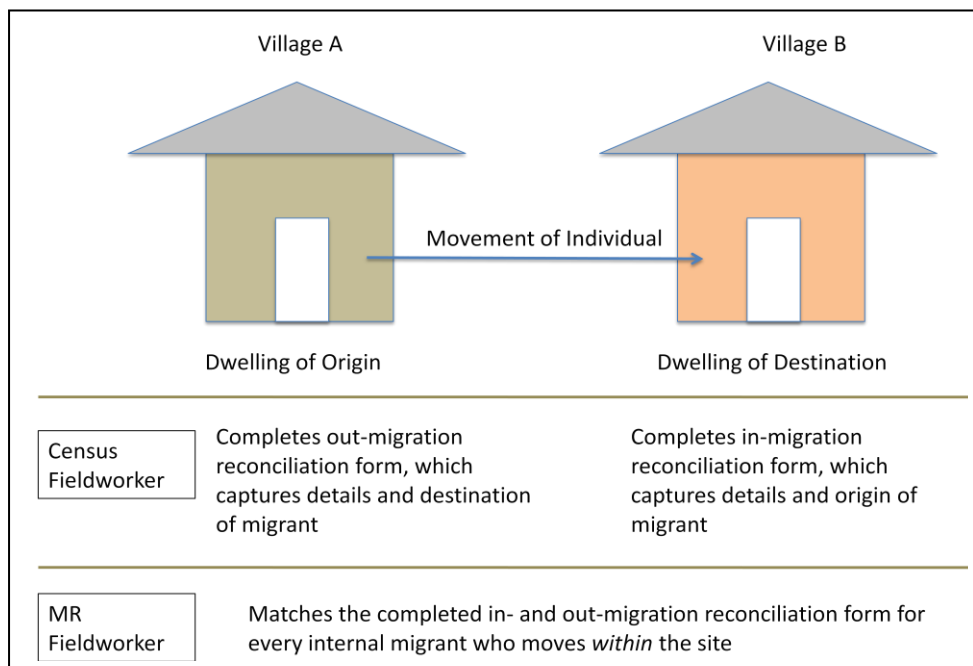 Village A
Village B
Movement of Individual
Dwelling of Origin
Dwelling of Destination
Census
Fieldworker
Completes out-migration
reconciliation form, which
captures details and destination
of migrant
Completes in-migration
reconciliation form, which
captures details and origin of
migrant
MR
Fieldworker
Matches the completed in- and out-migration reconciliation form for
every internal migrant who moves within the site